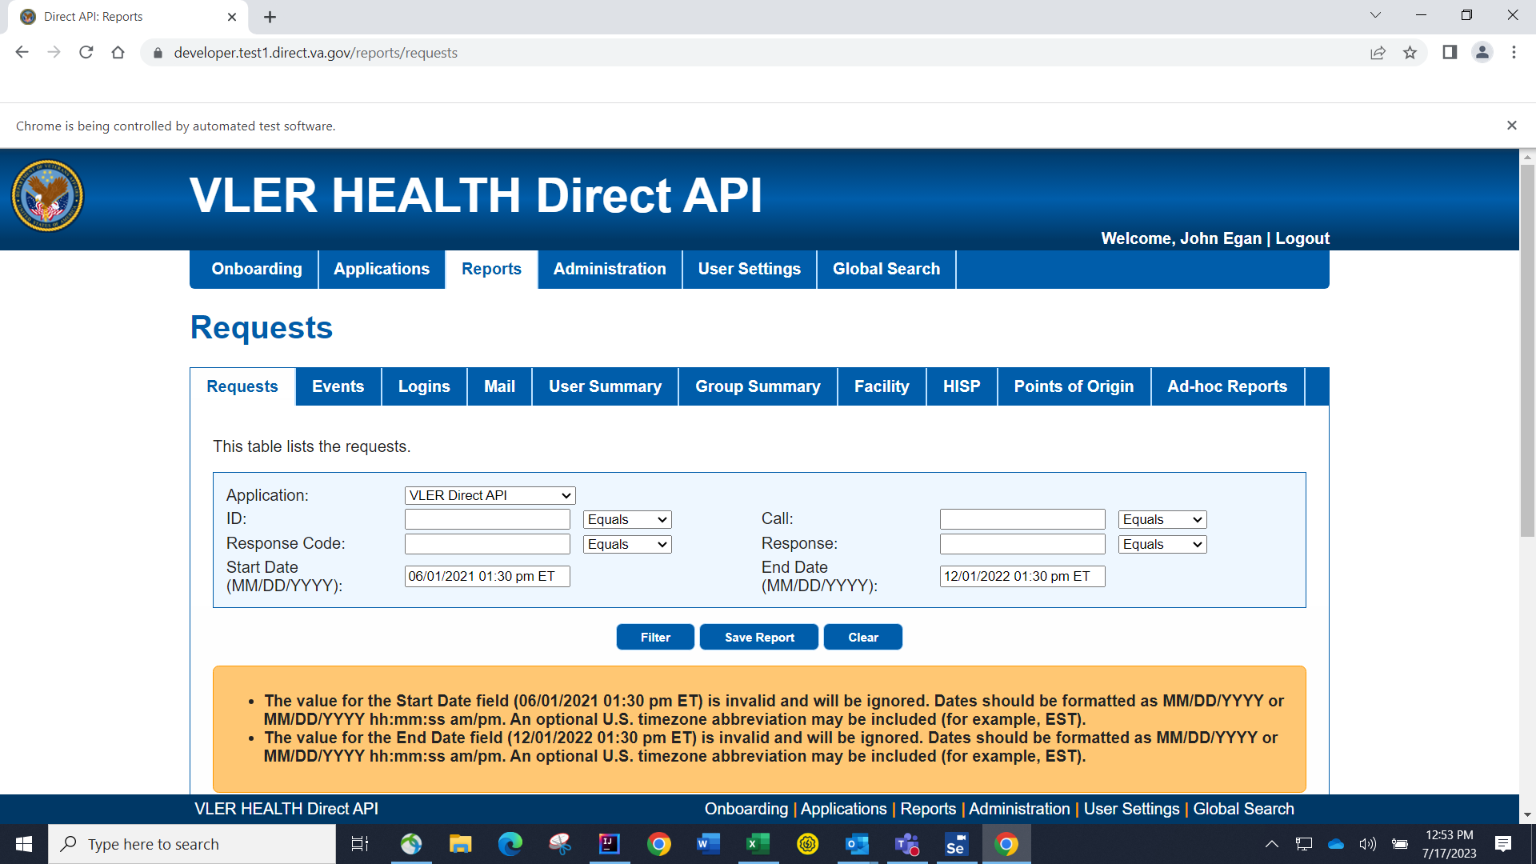 Direct API: Reports
developer.test1.direct.va.gov/reports/requests
Chrome is being controlled by automated test software.
VLER HEALTH Direct API
Welcome, John Egan | Logout
Onboarding Applications Reports Administration User Settings Global Search
Requests
Requests Events Logins Mail User Summary Group Summary Facility HISP Points of Origin Ad-hoc Reports
This table lists the requests.
Application: VLER Direct API
ID: Equals Call: Equals
Response Code: Equals Response: Equals
Start Date (MM/DD/YYYY): 06/01/2021 01:30 pm ET End Date (MM/DD/YYYY): 12/01/2022 01:30 pm ET
Filter Save Report Clear
• The value for the Start Date field (06/01/2021 01:30 pm ET) is invalid and will be ignored. Dates should be formatted as MM/DD/YYYY or
MM/DD/YYYY hh:mm:ss am/pm. An optional U.S. timezone abbreviation may be included (for example, EST).
• The value for the End Date field (12/01/2022 01:30 pm ET) is invalid and will be ignored. Dates should be formatted as MM/DD/YYYY or
MM/DD/YYYY hh:mm:ss am/pm. An optional U.S. timezone abbreviation may be included (for example, EST).
VLER HEALTH Direct API Onboarding | Applications | Reports | Administration | User Settings | Global Search
Type here to search
12:53 PM
7/17/2023